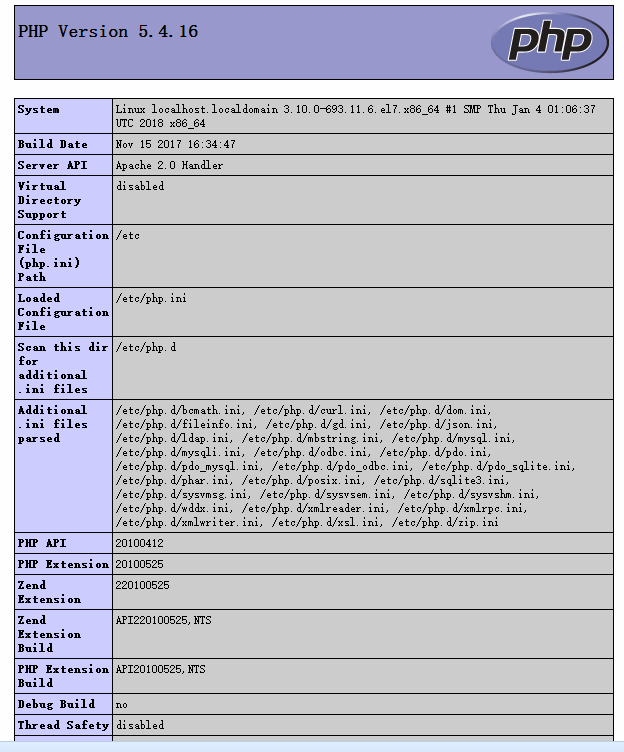 PHP Version 5.4.16
php
System
Linux localhost.localdomain 3.10.0-693.11.6.el7.x86_64 #1 SMP Thu Jan 4 01:06:37
UTC 2018 x86_64
Build Date
Nov 15 2017 16:34:47
Server API
Apache 2.0 Handler
Virtual
Directory
Support
disabled
Configuration
File
(php.ini)
Path
/etc
Loaded
Configuration
File
/etc/php.ini
Scan this dir
for
additional
.ini files
/etc/php.d
Additional
.ini files
parsed
/etc/php.d/bcmath.ini, /etc/php.d/curl.ini, /etc/php.d/dom.ini,
/etc/php.d/fileinfo.ini, /etc/php.d/gd.ini, /etc/php.d/json.ini,
/etc/php.d/ldap.ini, /etc/php.d/mbstring.ini, /etc/php.d/mysql.ini,
/etc/php.d/mysqli.ini, /etc/php.d/odbc.ini, /etc/php.d/pdo.ini,
/etc/php.d/pdo_mysql.ini, /etc/php.d/pdo_odbc.ini, /etc/php.d/pdo_sqlite.ini,
/etc/php.d/phar.ini, /etc/php.d/posix.ini, /etc/php.d/sqlite3.ini,
/etc/php.d/sysvmsg.ini, /etc/php.d/sysvsem.ini, /etc/php.d/sysvshm.ini,
/etc/php.d/wddx.ini, /etc/php.d/xmlreader.ini, /etc/php.d/xmlrpc.ini,
/etc/php.d/xmlwriter.ini, /etc/php.d/xsl.ini, /etc/php.d/zip.ini
PHP API
20100412
PHP Extension
20100525
Zend
Extension
220100525
Zend
Extension
Build
API220100525,NTS
PHP Extension
Build
API20100525,NTS
Debug Build
no
Thread Safety
disabled